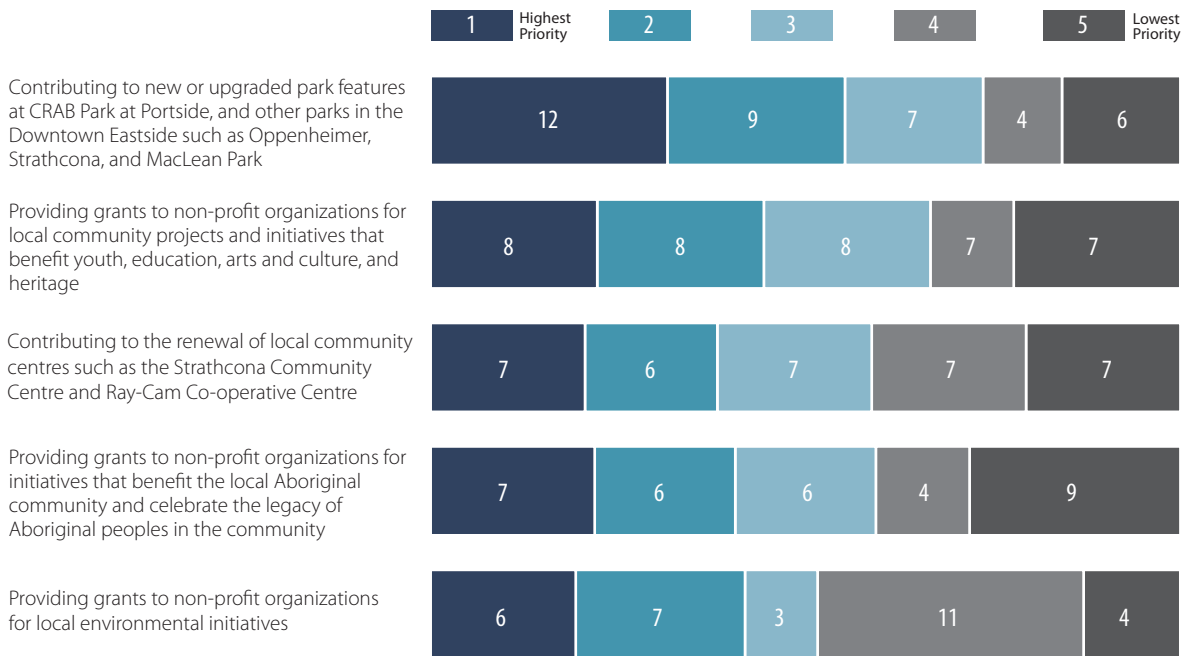 1 Highest Priority 2 3 4 5 Lowest Priority
Contributing to new or upgraded park features
at CRAB Park at Portside, and other parks in the
Downtown Eastside such as Oppenheimer,
Strathcona, and MacLean Park
12 9 7 4 6
Providing grants to non-profit organizations for
local community projects and initiatives that
benefit youth, education, arts and culture, and
heritage
8 8 8 7 7
Contributing to the renewal of local community
centres such as the Strathcona Community
Centre and Ray-Cam Co-operative Centre
7 6 7 7 7
Providing grants to non-profit organizations for
initiatives that benefit the local Aboriginal
community and celebrate the legacy of
Aboriginal peoples in the community
7 6 6 4 9
Providing grants to non-profit organizations
for local environmental initiatives
6 7 3 11 4